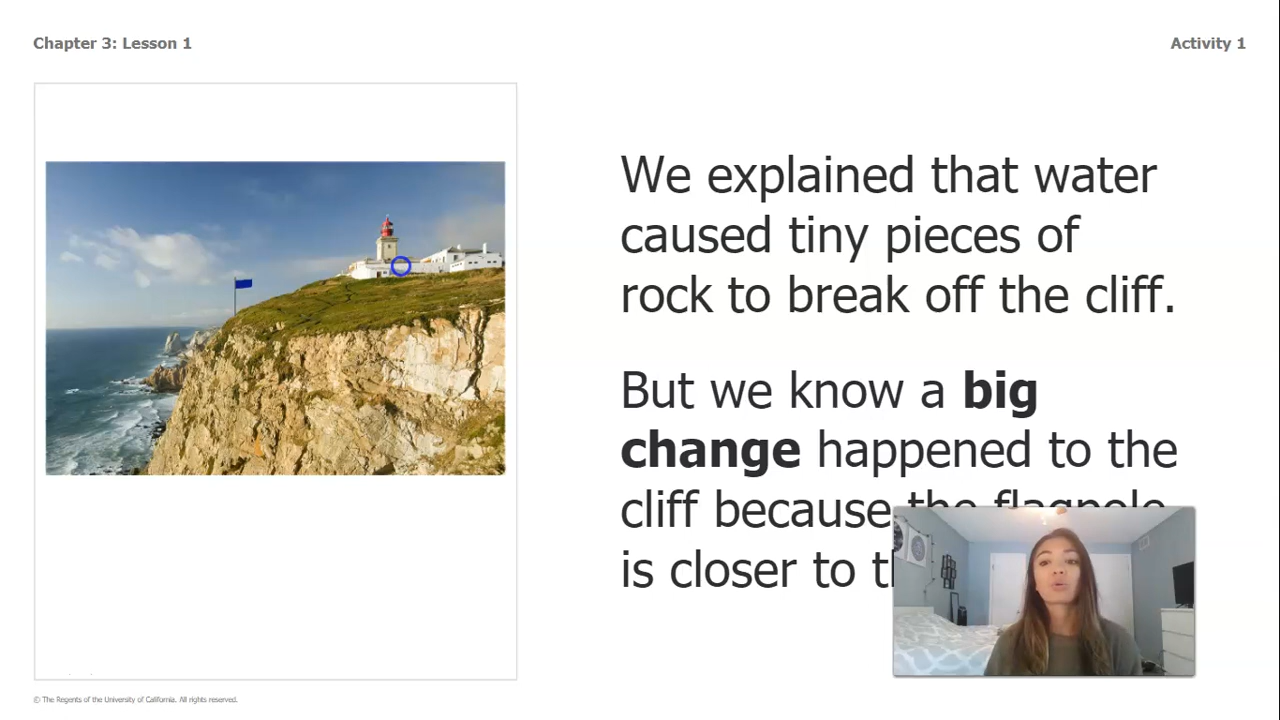 Chapter 3: Lesson 1
Activity 1
We explained that water
caused tiny pieces of
rock to break off the cliff.
But we know a big
change happened to the
cliff because the flagpole
is closer to
© The Regents of the University of California. All rights reserved.